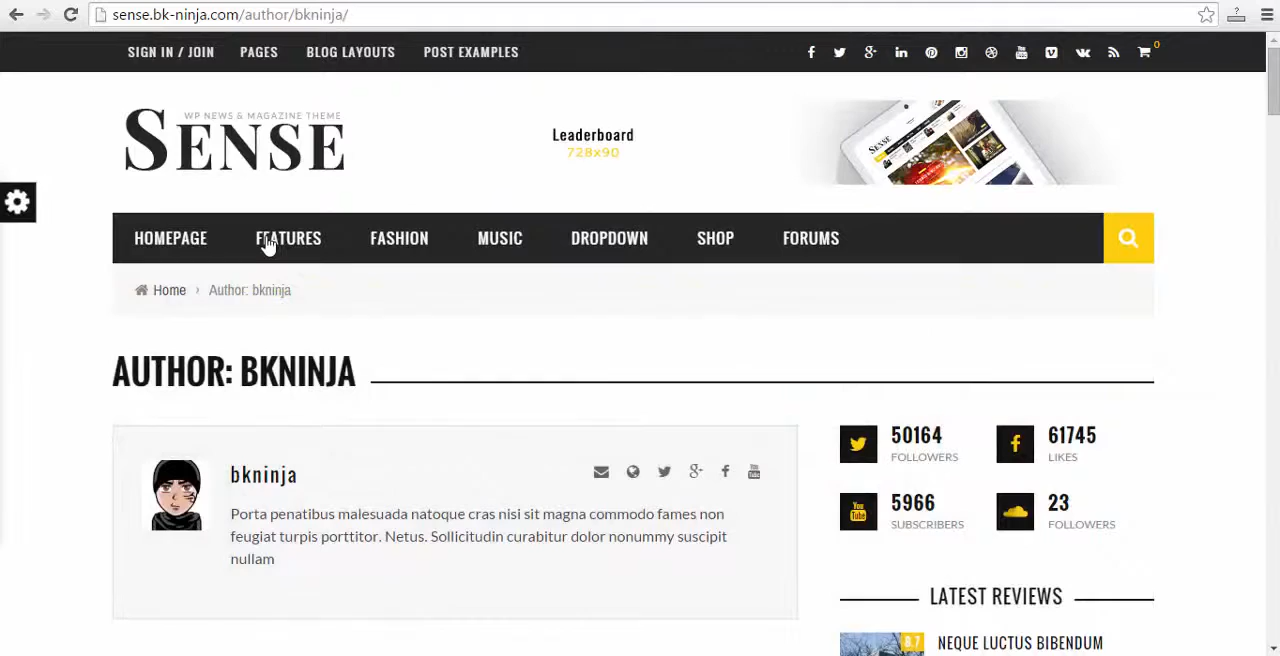 sense.bk-ninja.com/author/bkninja/
SIGN IN / JOIN PAGES BLOG LAYOUTS POST EXAMPLES 0
WP NEWS & MAGAZINE THEME
SENSE
Leaderboard
728x90
SENSE
HOMEPAGE FEATURES FASHION MUSIC DROPDOWN SHOP FORUMS
Home › Author: bkninja
AUTHOR: BKNINJA
bkninja
Porta penatibus malesuada natoque cras nisi sit magna commodo fames non
feugiat turpis porttitor. Netus. Sollicitudin curabitur dolor nonummy suscipit
nullam
50164
FOLLOWERS
61745
LIKES
5966
SUBSCRIBERS
23
FOLLOWERS
LATEST REVIEWS
8.7
NEQUE LUCTUS BIBENDUM